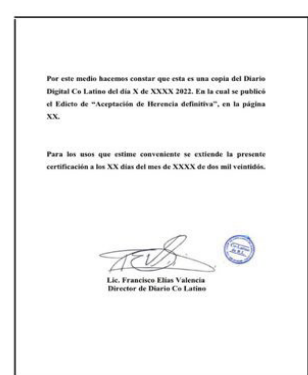 Por este medio hacemos constar que esta es una copia del Diario
Digital Co Latino del día X de XXXX 2022. En la cual se publicó
el Edicto de “Aceptación de Herencia definitiva”, en la página
XX.
Para los usos que estime conveniente se extiende la presente
certificación a los XX días del mes de XXXX de dos mil veintidós.
Lic. Francisco Elías Valencia
Director de Diario Co Latino